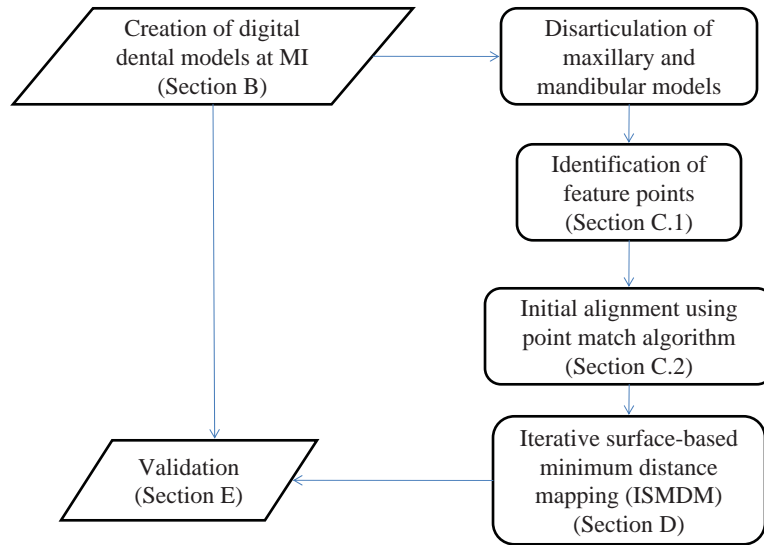 Creation of digital
dental models at MI
(Section B)
Disarticulation of
maxillary and
mandibular models
Identification of
feature points
(Section C.1)
Initial alignment using
point match algorithm
(Section C.2)
Iterative surface-based
minimum distance
mapping (ISMDM)
(Section D)
Validation
(Section E)